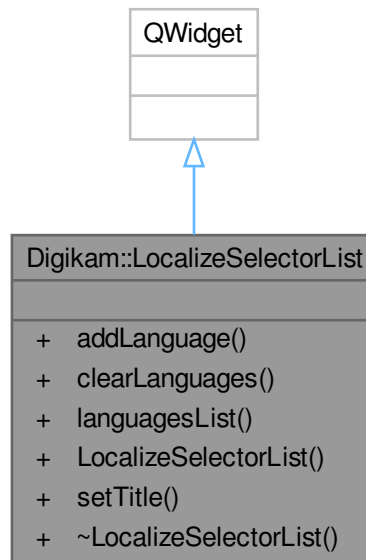 QWidget
Digikam::LocalizeSelectorList
+ addLanguage()
+ clearLanguages()
+ languagesList()
+ LocalizeSelectorList()
+ setTitle()
+ ~LocalizeSelectorList()